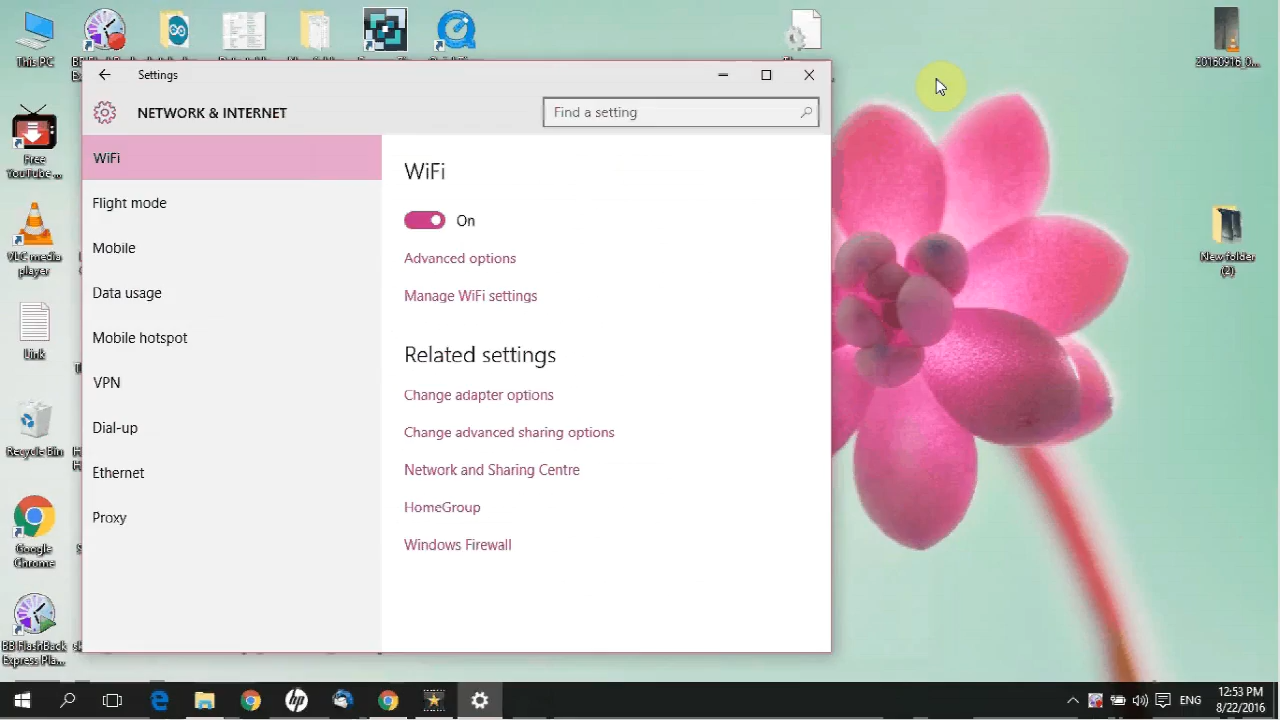 This PC
20160916_0...
Settings
NETWORK & INTERNET
Find a setting
WiFi
Flight mode
Mobile
Data usage
Mobile hotspot
VPN
Dial-up
Ethernet
Proxy
WiFi
On
Advanced options
Manage WiFi settings
Related settings
Change adapter options
Change advanced sharing options
Network and Sharing Centre
HomeGroup
Windows Firewall
Free
YouTube ...
VLC media
player
Link
Recycle Bin
Google
Chrome
BB FlashBack
Express Pla...
New folder
(2)
hp
ENG
12:53 PM
8/22/2016